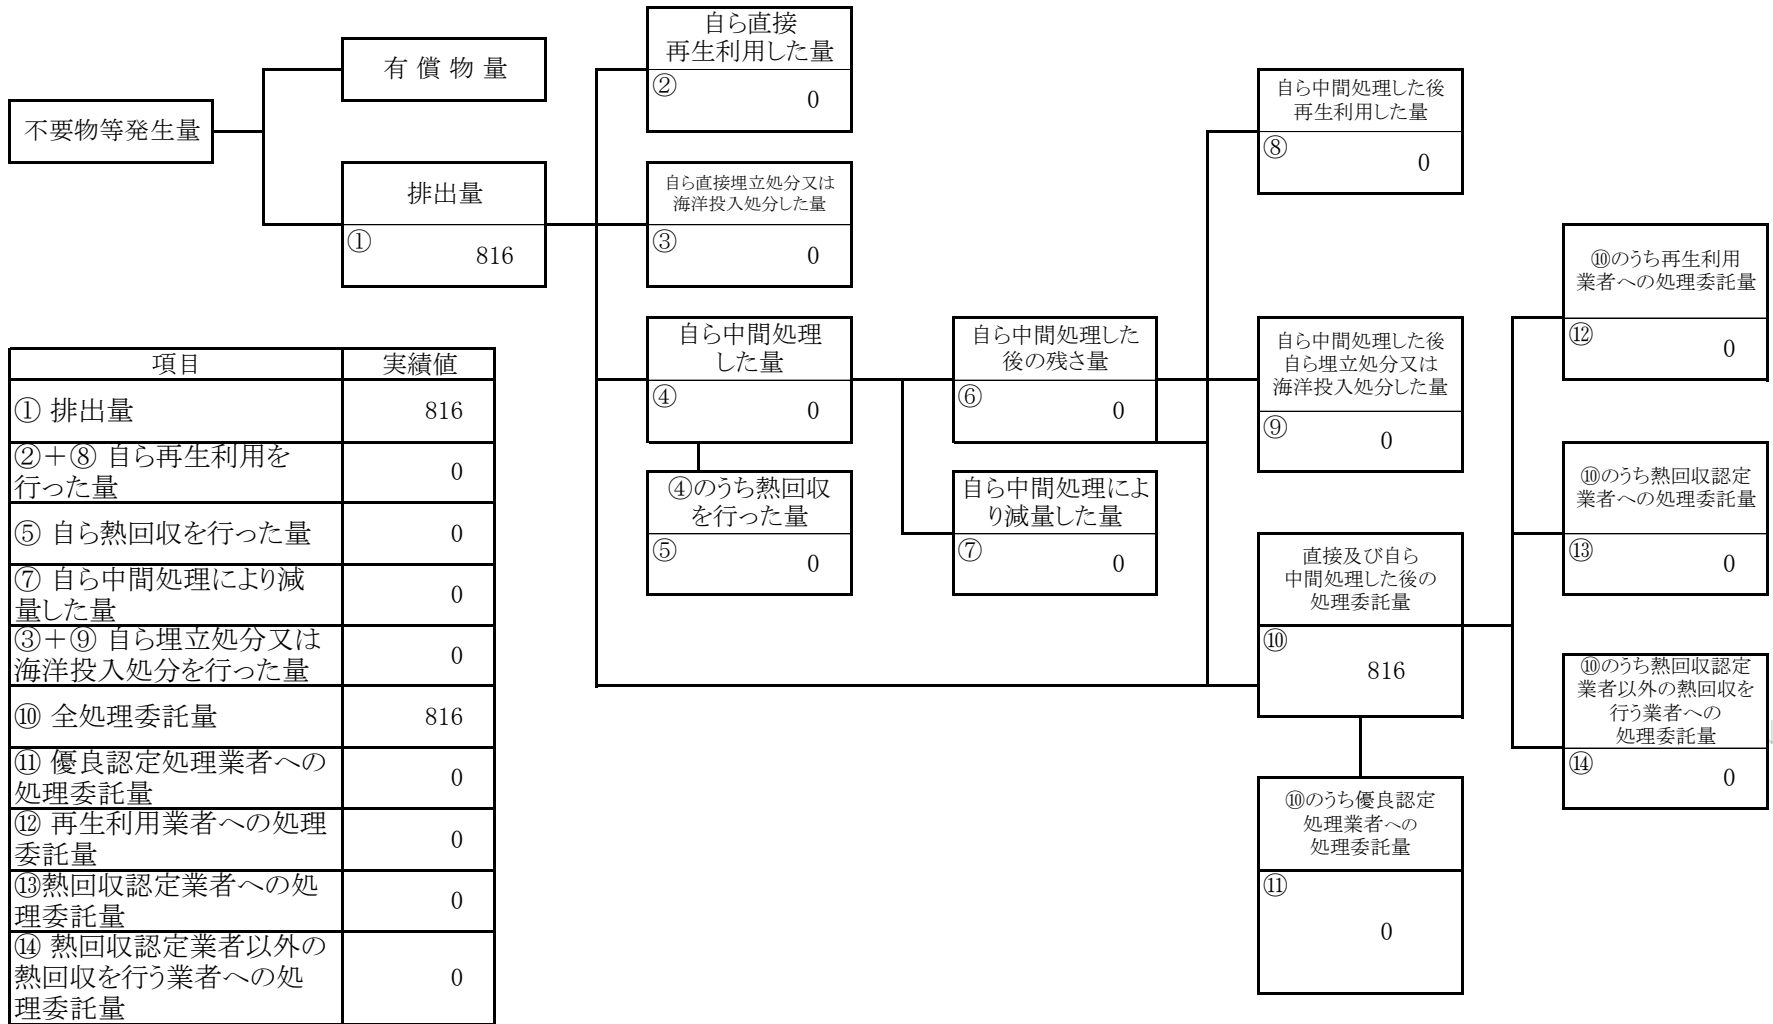 不要物等発生量
有 償 物 量
排出量
①
816
自ら直接
再生利用した量
②
0
自ら直接埋立処分又は
海洋投入処分した量
③
0
自ら中間処理
した量
④
0
④のうち熱回収
を行った量
⑤
0
自ら中間処理した
後の残さ量
⑥
0
自ら中間処理によ
り減量した量
⑦
0
自ら中間処理した後
再生利用した量
⑧
0
自ら中間処理した後
自ら埋立処分又は
海洋投入処分した量
⑨
0
直接及び自ら
中間処理した後の
処理委託量
⑩
816
⑩のうち優良認定
処理業者への
処理委託量
⑪
0
⑩のうち再生利用
業者への処理委託量
⑫
0
⑩のうち熱回収認定
業者への処理委託量
⑬
0
⑩のうち熱回収認定
業者以外の熱回収を
行う業者への
処理委託量
⑭
0
項目 実績値
① 排出量 816
②＋⑧ 自ら再生利用を
行った量 0
⑤ 自ら熱回収を行った量 0
⑦ 自ら中間処理により減
量した量 0
③＋⑨ 自ら埋立処分又は
海洋投入処分を行った量 0
⑩ 全処理委託量 816
⑪ 優良認定処理業者への
処理委託量 0
⑫ 再生利用業者への処理
委託量 0
⑬熱回収認定業者への処
理委託量 0
⑭ 熱回収認定業者以外の
熱回収を行う業者への処
理委託量 0